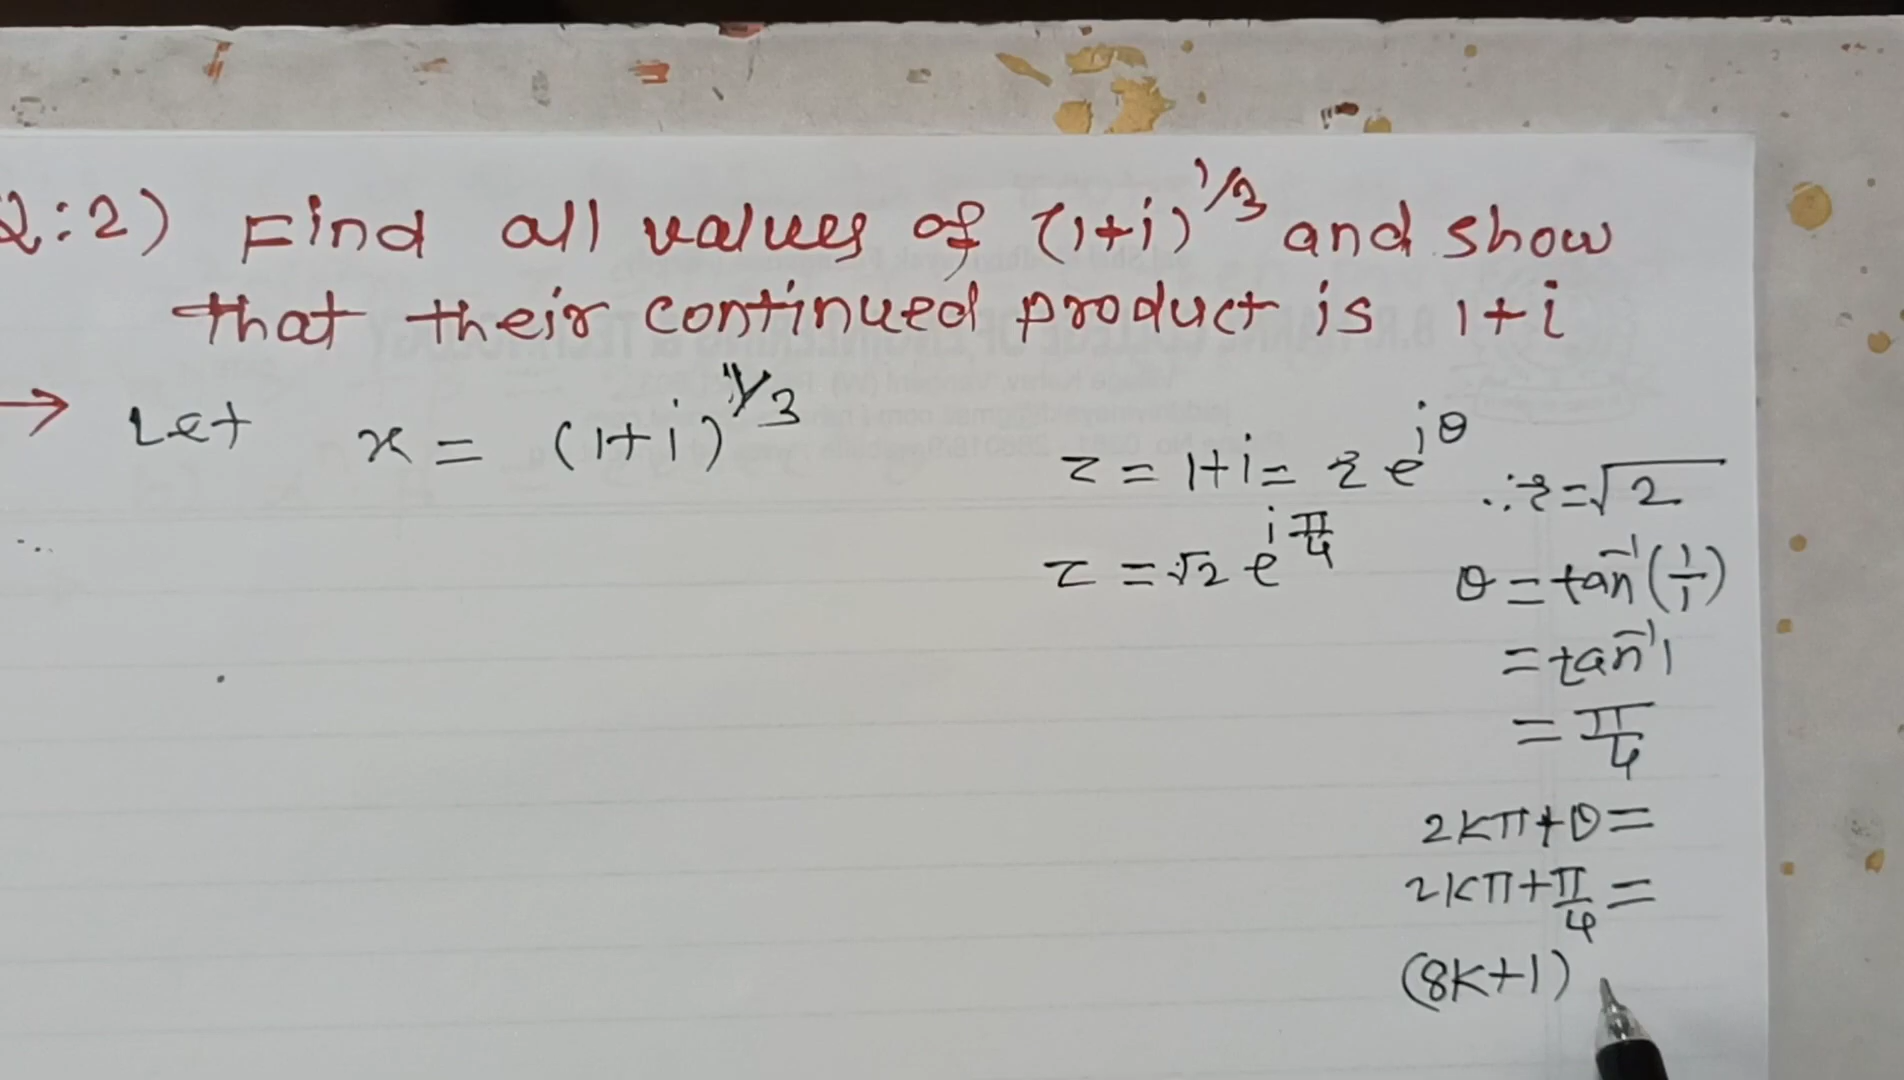 Q:2) Find all values of (1+i)^1/3 and show
that their continued product is 1+i
→ Let x = (1+i)^1/3
z = 1+i = r e^iθ ∴ r = √2
z = √2 e^iπ/4 θ = tan⁻¹(1/1)
= tan⁻¹1
= π/4
2kπ+θ=
2kπ+π/4=
(8k+1)